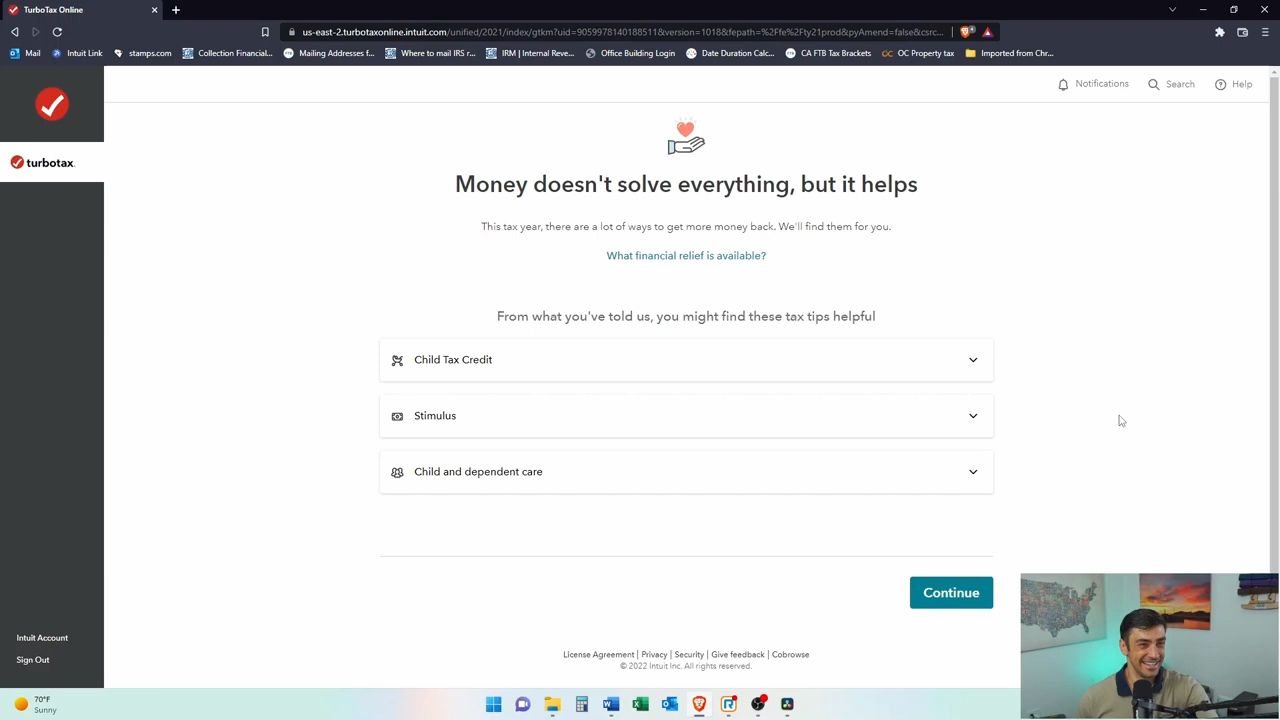 TurboTax Online
us-east-2.turbotaxonline.intuit.com/unified/2021/index/gtkm?uid=9059978140188511&version=1018&fepath=%2Ffe%2Fty21prod&pyAmend=false&csrc...
Mail
Intuit Link
stamps.com
Collection Financial...
Mailing Addresses f...
Where to mail IRS r...
IRM | Internal Reve...
Office Building Login
Date Duration Calc...
CA FTB Tax Brackets
OC Property tax
Imported from Chr...
Notifications
Search
Help
turbotax.
Money doesn't solve everything, but it helps
This tax year, there are a lot of ways to get more money back. We'll find them for you.
What financial relief is available?
From what you've told us, you might find these tax tips helpful
Child Tax Credit
Stimulus
Child and dependent care
Continue
Intuit Account
Sign Out
License Agreement | Privacy | Security | Give feedback | Cobrowse
© 2022 Intuit Inc. All rights reserved.
70°F
Sunny